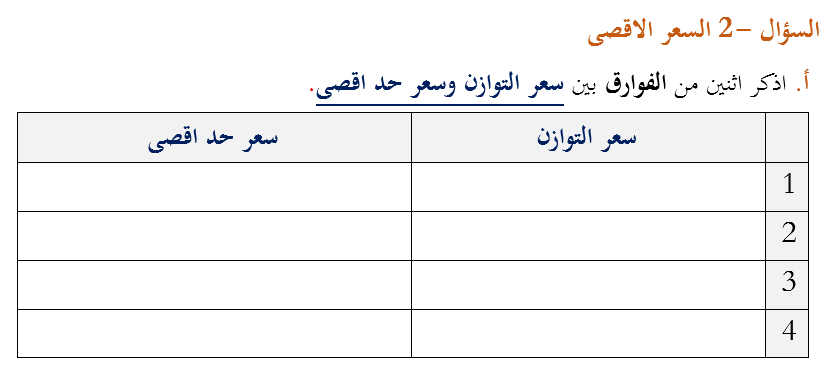 السؤال –2 السعر الاقصى
أ. اذكر اثنين من الفوارق بين سعر التوازن وسعر حد اقصى.
سعر التوازن سعر حد اقصى
1
2
3
4